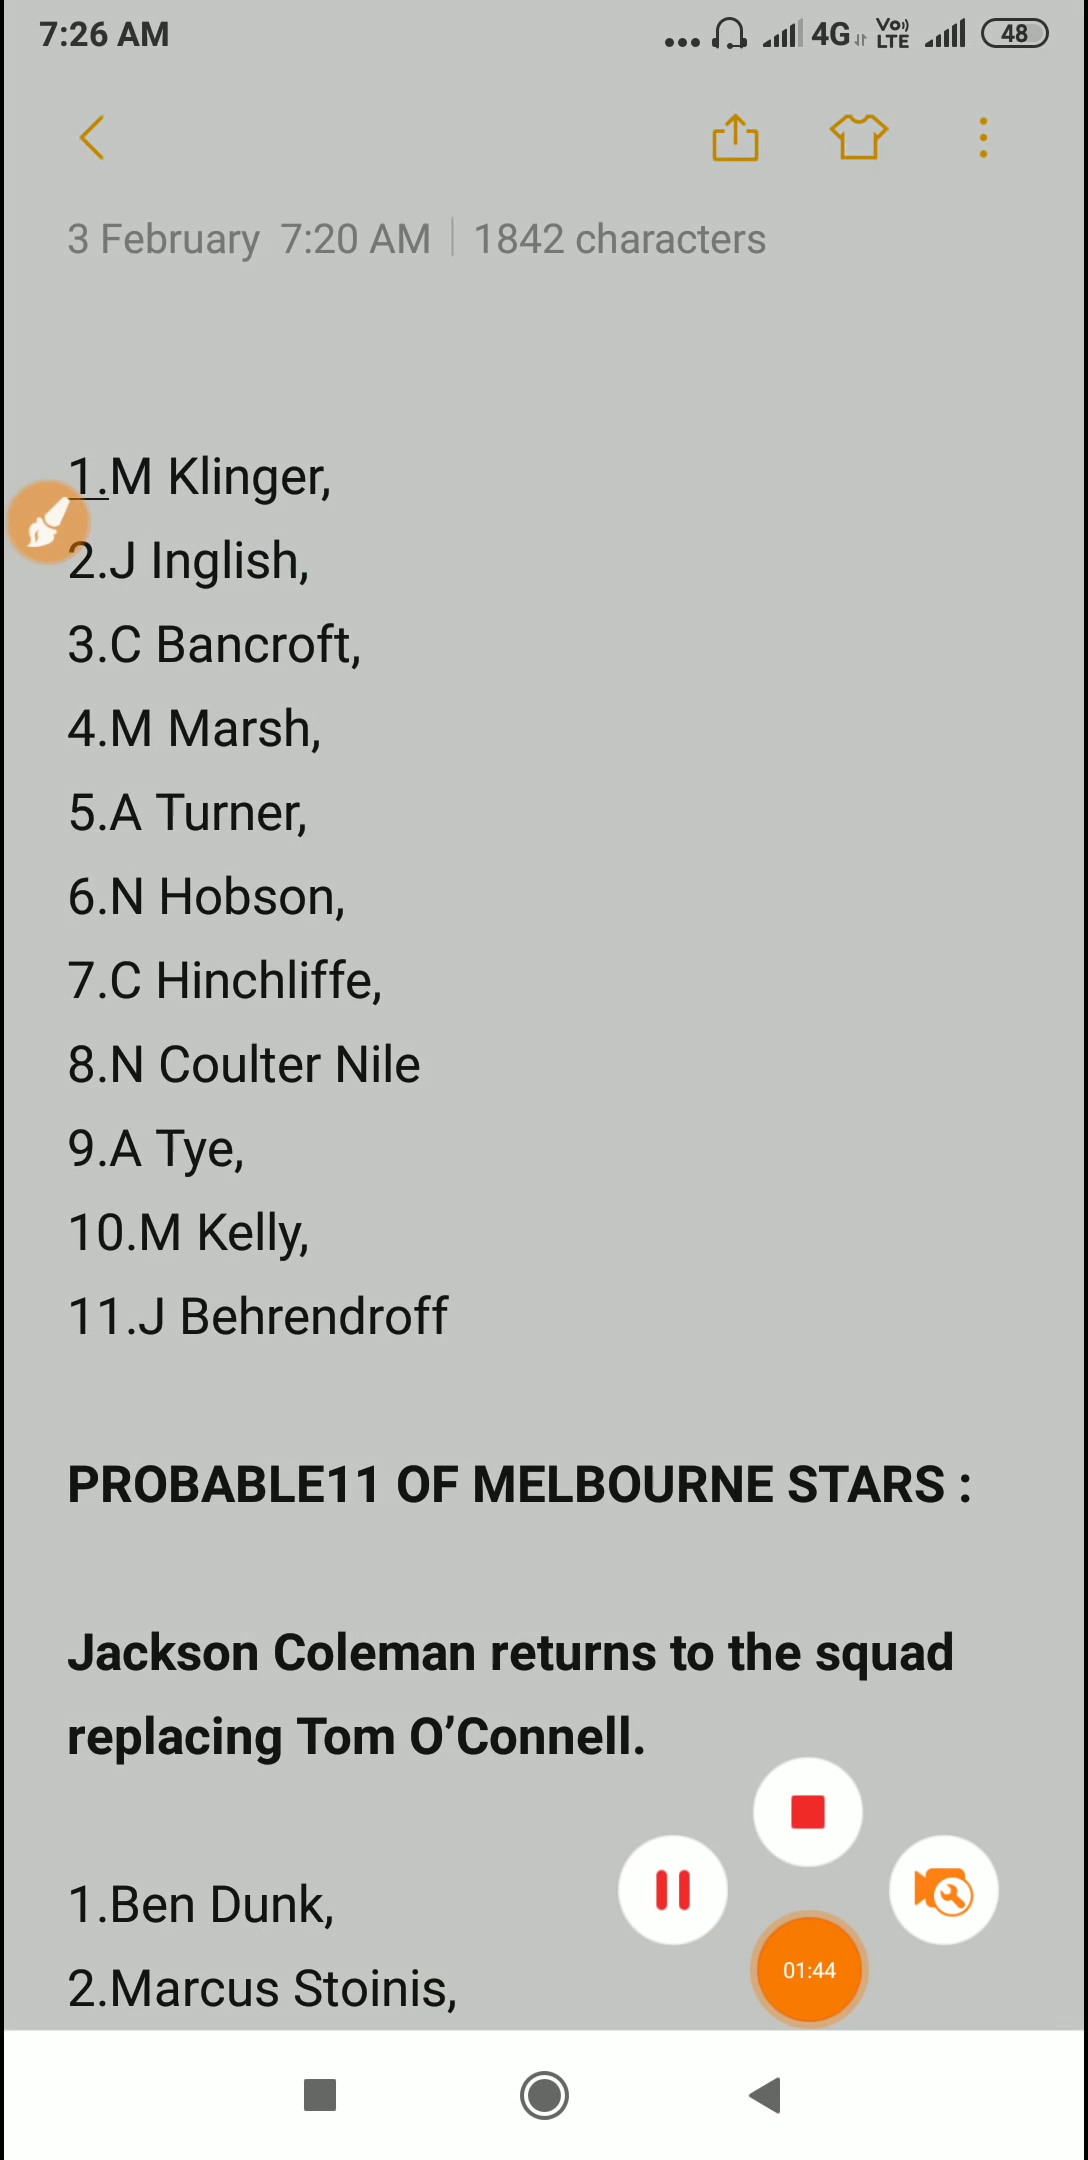 7:26 AM
4G Vo)) LTE 48
3 February 7:20 AM | 1842 characters
1.M Klinger,
2.J Inglish,
3.C Bancroft,
4.M Marsh,
5.A Turner,
6.N Hobson,
7.C Hinchliffe,
8.N Coulter Nile
9.A Tye,
10.M Kelly,
11.J Behrendroff
PROBABLE11 OF MELBOURNE STARS :
Jackson Coleman returns to the squad
replacing Tom O’Connell.
1.Ben Dunk,
2.Marcus Stoinis,
01:44